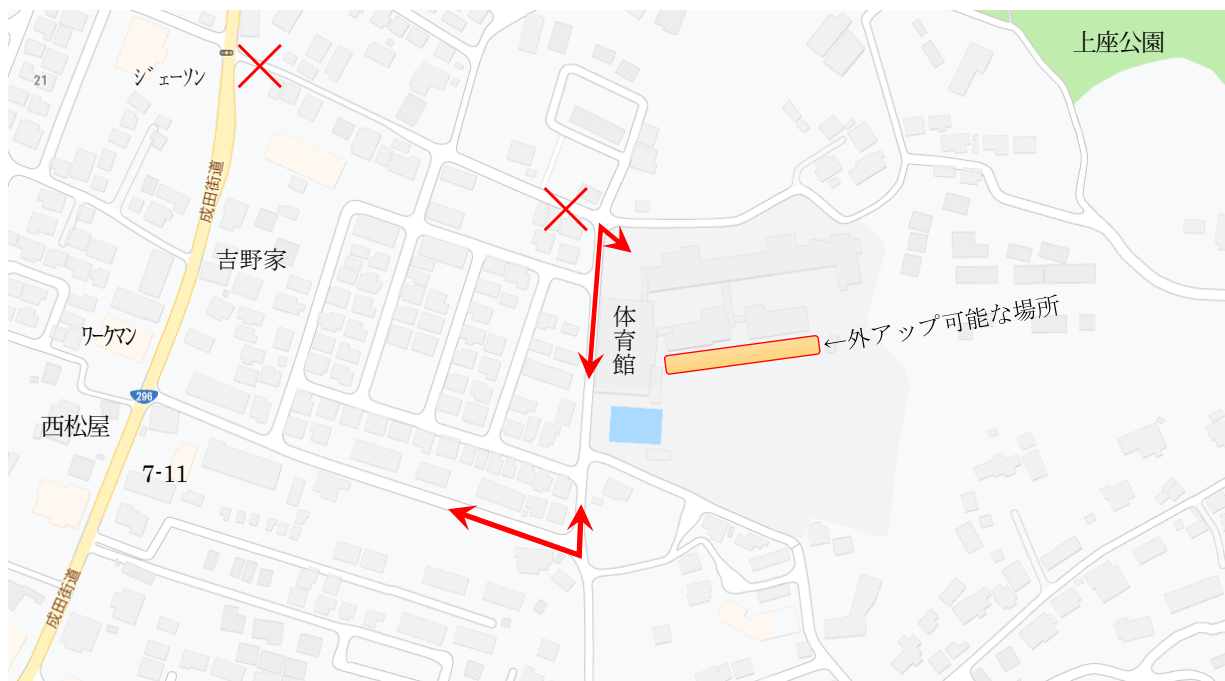 上座公園
ジェーソン
21
成田街道
吉野家
ワークマン
体育館
←外アップ可能な場所
296
西松屋
7-11
成田街道